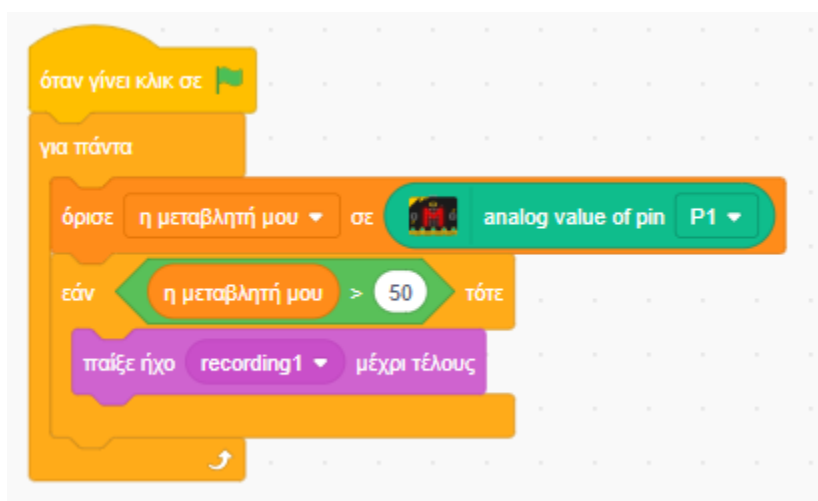 όταν γίνει κλικ σε
για πάντα
όρισε η μεταβλητή μου σε analog value of pin P1
εάν η μεταβλητή μου > 50 τότε
παίξε ήχο recording1 μέχρι τέλους